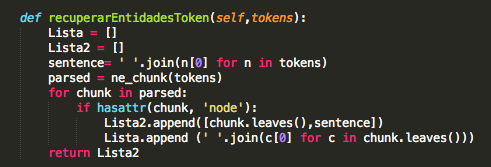 def recuperarEntidadesToken(self,tokens):
Lista = []
Lista2 = []
sentence= ' '.join(n[0] for n in tokens)
parsed = ne_chunk(tokens)
for chunk in parsed:
if hasattr(chunk, 'node'):
Lista2.append([chunk.leaves(),sentence])
Lista.append (' '.join(c[0] for c in chunk.leaves()))
return Lista2